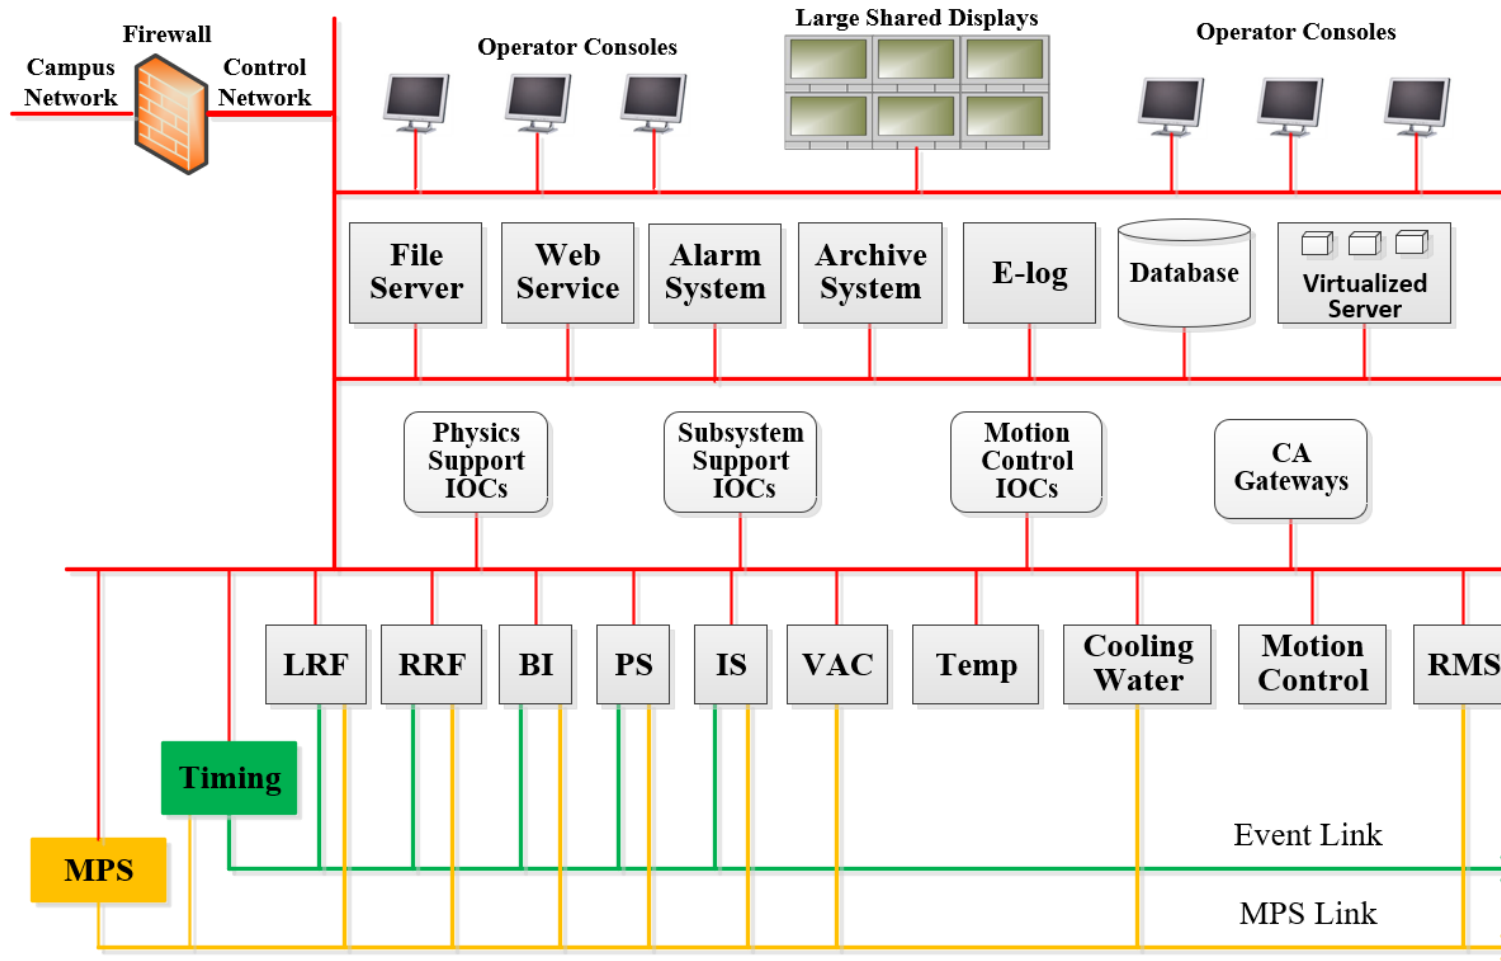 Large Shared Displays
Firewall
Operator Consoles
Operator Consoles
Campus
Network
Control
Network
File
Server
Web
Service
Alarm
System
Archive
System
E-log
Database
Virtualized
Server
Physics
Support
IOCs
Subsystem
Support
IOCs
Motion
Control
IOCs
CA
Gateways
LRF
RRF
BI
PS
IS
VAC
Temp
Cooling
Water
Motion
Control
RMS
Timing
Event Link
MPS
MPS Link